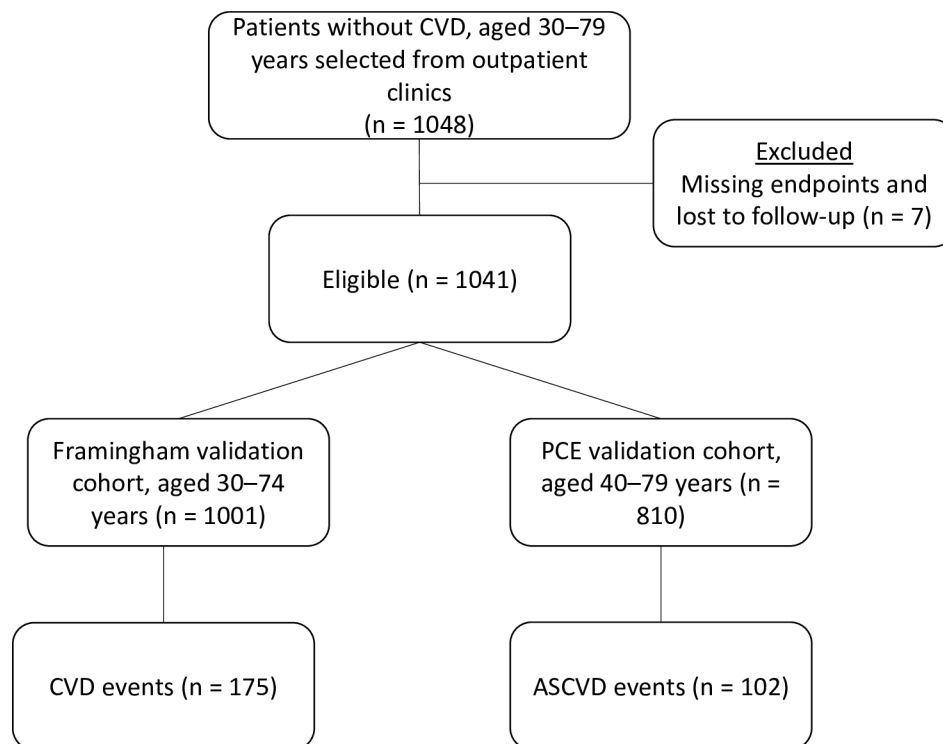 Patients without CVD, aged 30–79
years selected from outpatient
clinics
(n = 1048)
Excluded
Missing endpoints and
lost to follow-up (n = 7)
Eligible (n = 1041)
Framingham validation
cohort, aged 30–74
years (n = 1001)
PCE validation cohort,
aged 40–79 years (n =
810)
CVD events (n = 175)
ASCVD events (n = 102)